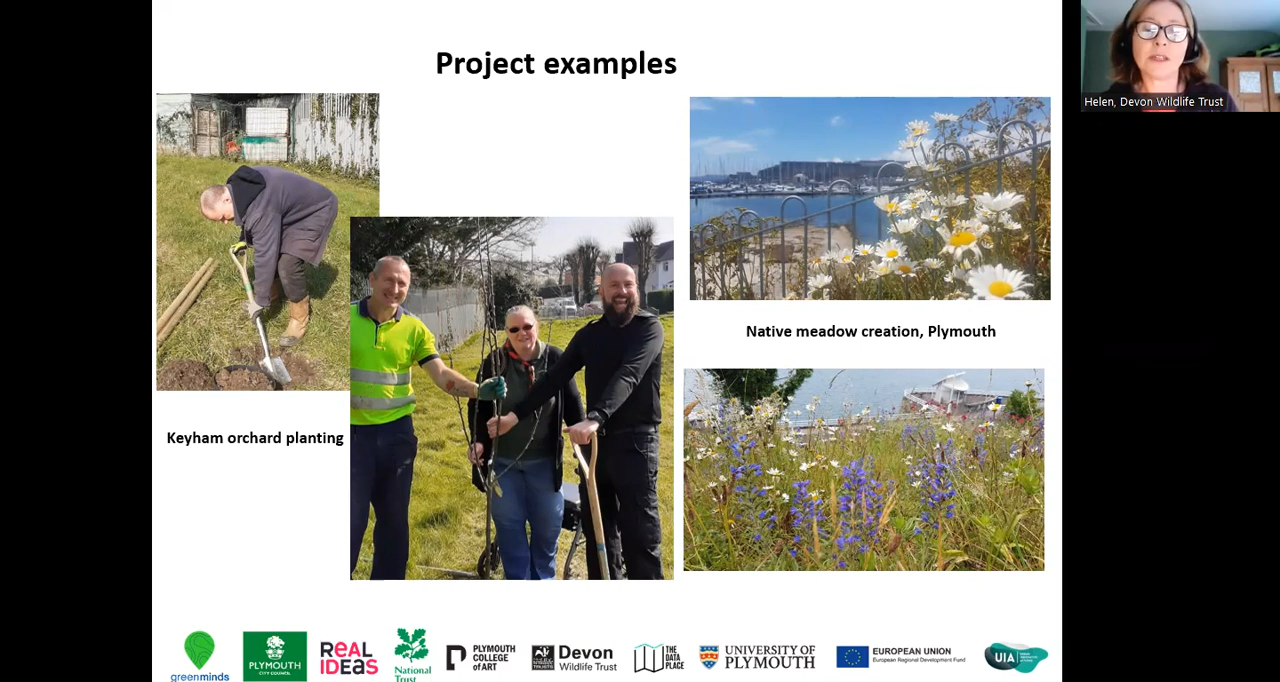 Project examples
Helen, Devon Wildlife Trust
Native meadow creation, Plymouth
Keyham orchard planting
greenminds
PLYMOUTH
CITY COUNCIL
REAL
IDEAS
National
Trust
PLYMOUTH
COLLEGE
OF ART
Devon
Wildlife Trust
THE
DATA
PLACE
UNIVERSITY OF
PLYMOUTH
EUROPEAN UNION
European Regional Development Fund
UIA